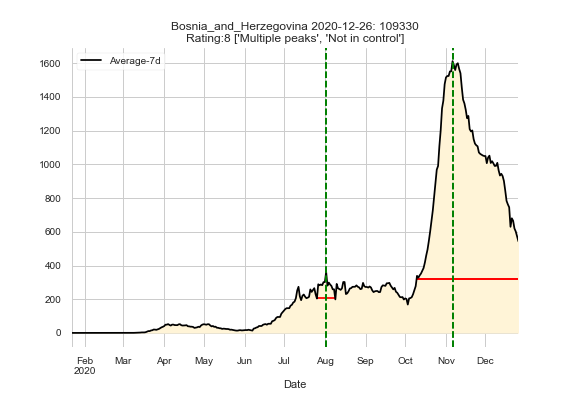 Bosnia_and_Herzegovina 2020-12-26: 109330
Rating:8 ['Multiple peaks', 'Not in control']
Average-7d
1600
1400
1200
1000
800
600
400
200
0
Feb Mar Apr May Jun Jul Aug Sep Oct Nov Dec
2020
Date